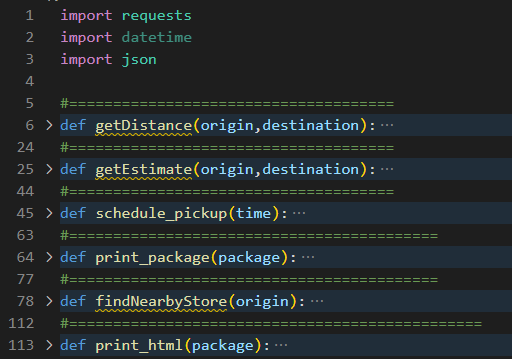 1 import requests
2 import datetime
3 import json
4
5 #=====================================
6 def getDistance(origin,destination):···
24 #=====================================
25 def getEstimate(origin,destination):···
44 #=====================================
45 def schedule_pickup(time):···
63 #==========================================
64 def print_package(package):···
77 #==========================================
78 def findNearbyStore(origin):···
112 #===============================================
113 def print_html(package):···